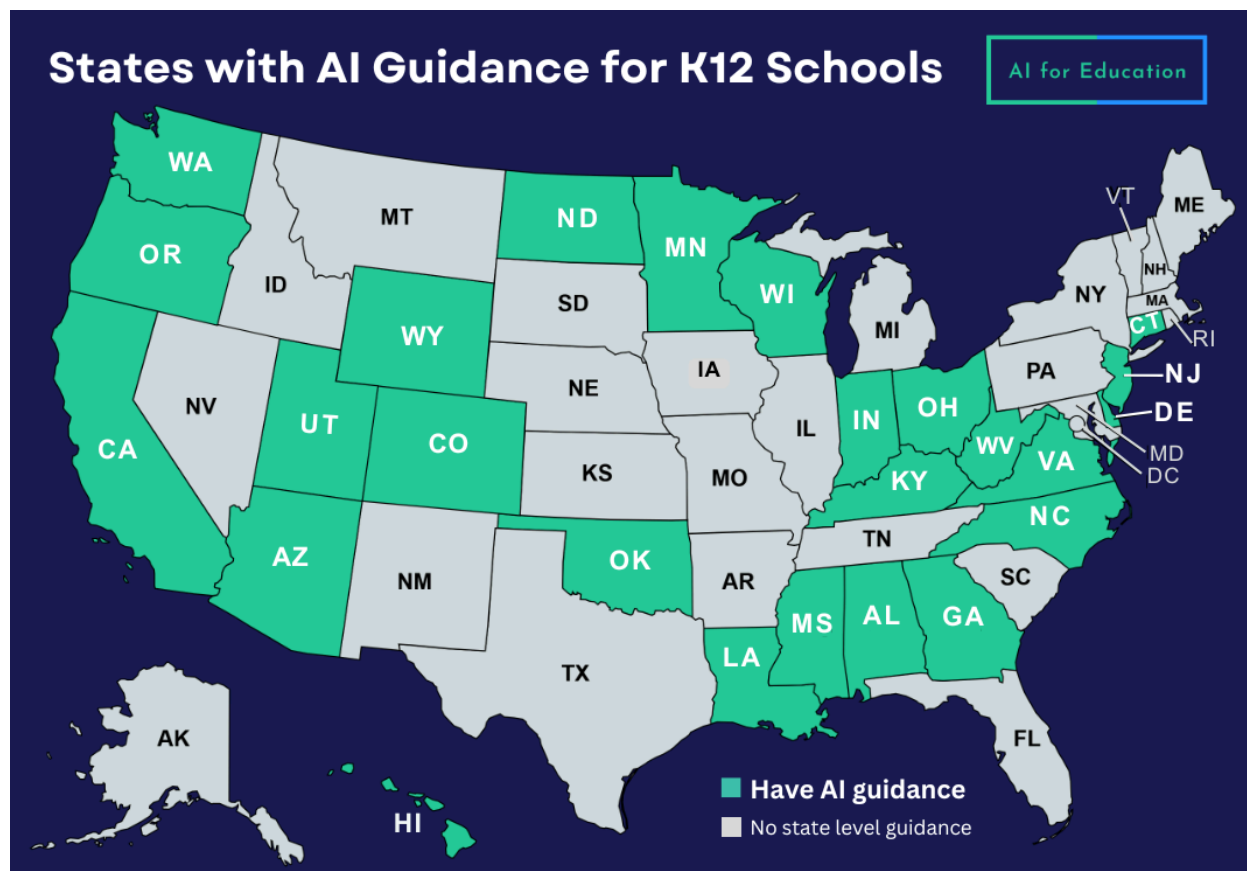 States with AI Guidance for K12 Schools
AI for Education
WA
MT
ND
MN
VT
ME
OR
ID
SD
WI
NH
NY
MA
WY
MI
CT
RI
IA
PA
NJ
NE
NV
UT
CO
IL
IN
OH
DE
CA
KS
MO
WV
VA
MD
DC
KY
NC
AZ
OK
TN
NM
AR
SC
MS
AL
GA
LA
TX
AK
FL
HI
Have AI guidance
No state level guidance